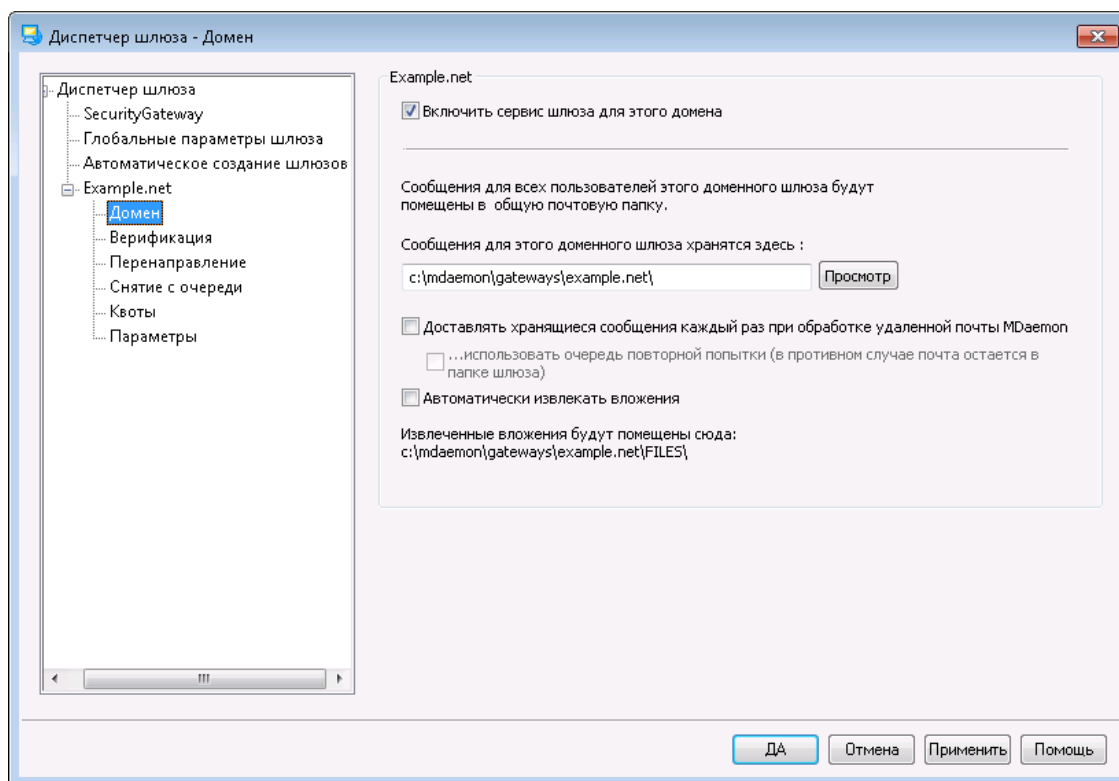 Диспетчер шлюза - Домен
Диспетчер шлюза
SecurityGateway
Глобальные параметры шлюза
Автоматическое создание шлюзов
Example.net
Домен
Верификация
Перенаправление
Снятие с очереди
Квоты
Параметры
Example.net
Включить сервис шлюза для этого домена
Сообщения для всех пользователей этого доменного шлюза будут
помещены в общую почтовую папку.
Сообщения для этого доменного шлюза хранятся здесь :
c:\mdaemon\gateways\example.net\
Просмотр
Доставлять хранящиеся сообщения каждый раз при обработке удаленной почты MDaemon
...использовать очередь повторной попытки (в противном случае почта остается в
папке шлюза)
Автоматически извлекать вложения
Извлеченные вложения будут помещены сюда:
c:\mdaemon\gateways\example.net\FILES\
ДА
Отмена
Применить
Помощь